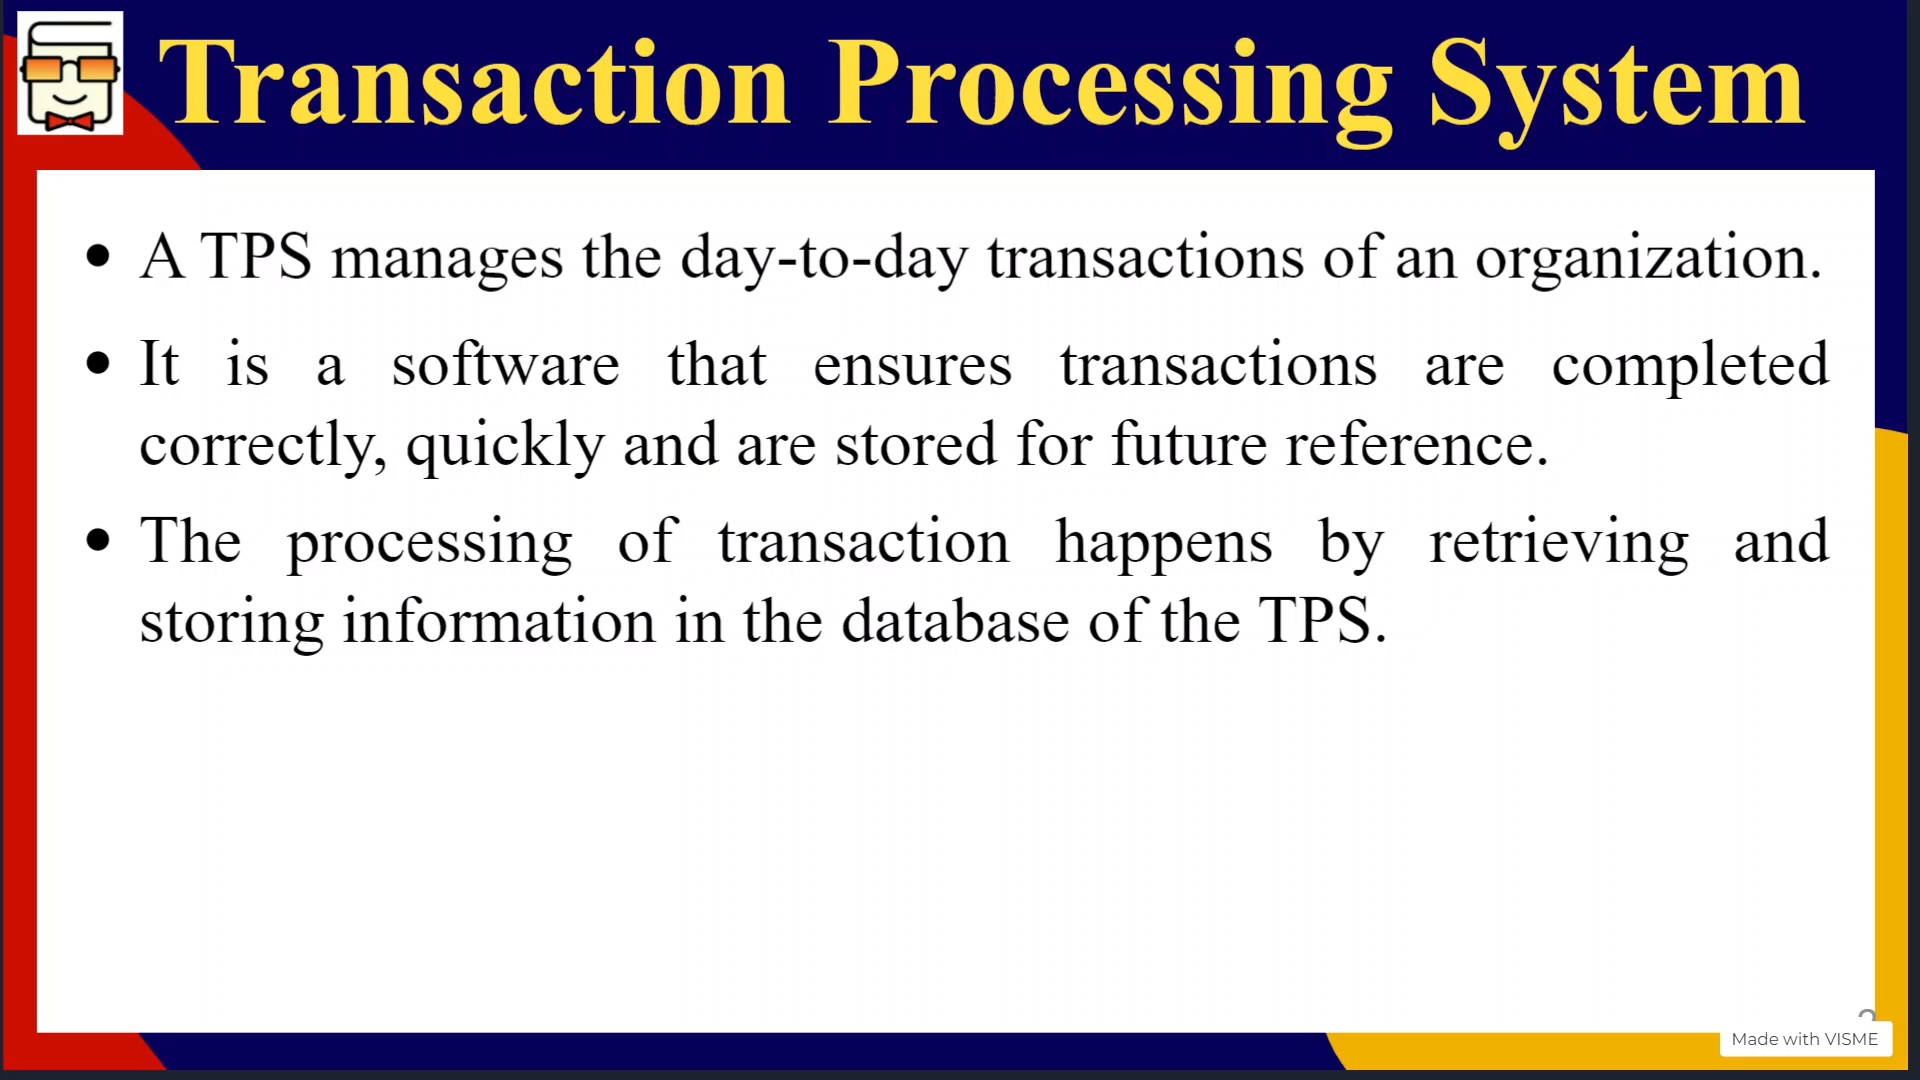 Transaction Processing System
• A TPS manages the day-to-day transactions of an organization.
• It is a software that ensures transactions are completed
correctly, quickly and are stored for future reference.
• The processing of transaction happens by retrieving and
storing information in the database of the TPS.
Made with VISME